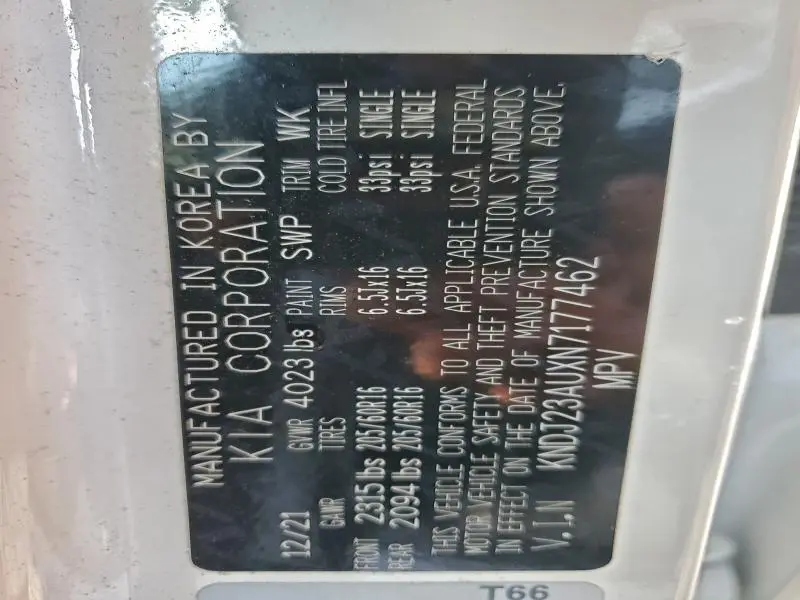 MANUFACTURED IN KOREA BY
KIA CORPORATION
12/21 GVWR 4023 lbs PAINT SWP TRIM WK
GAWR TIRES RIMS COLD TIRE INFL
FRONT 2315 lbs 205/60R16 6.5Jx16 33psi SINGLE
REAR 2094 lbs 205/60R16 6.5Jx16 33psi SINGLE
THIS VEHICLE CONFORMS TO ALL APPLICABLE U.S.A. FEDERAL
MOTOR VEHICLE SAFETY AND THEFT PREVENTION STANDARDS
IN EFFECT ON THE DATE OF MANUFACTURE SHOWN ABOVE.
V.I.N KNDJ23AUXN7177462
MPV
T66